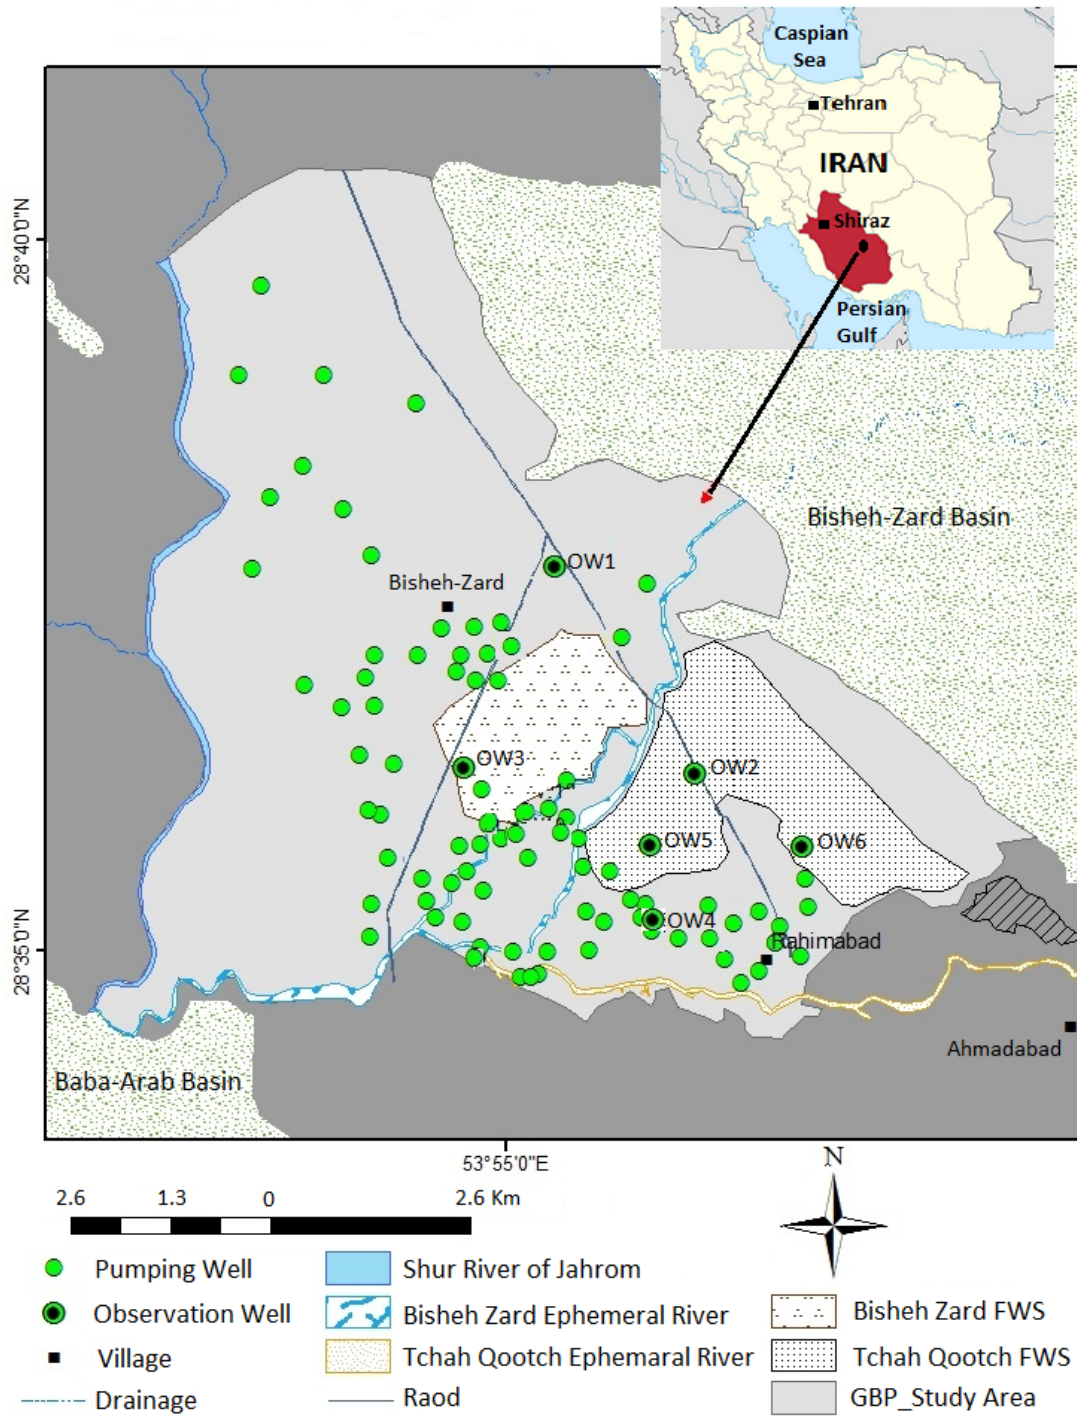 Caspian
Sea
Tehran
IRAN
Shiraz
Persian
Gulf
28°40'0"N
Bisheh-Zard Basin
OW1
Bisheh-Zard
OW3
OW2
OW5
OW6
OW4
Rahimabad
28°35'0"N
Ahmadabad
Baba-Arab Basin
53°55'0"E
N
2.6 1.3 0 2.6 Km
Pumping Well
Shur River of Jahrom
Observation Well
Bisheh Zard Ephemeral River
Bisheh Zard FWS
Village
Tchah Qootch Ephemaral River
Tchah Qootch FWS
Drainage
Raod
GBP_Study Area